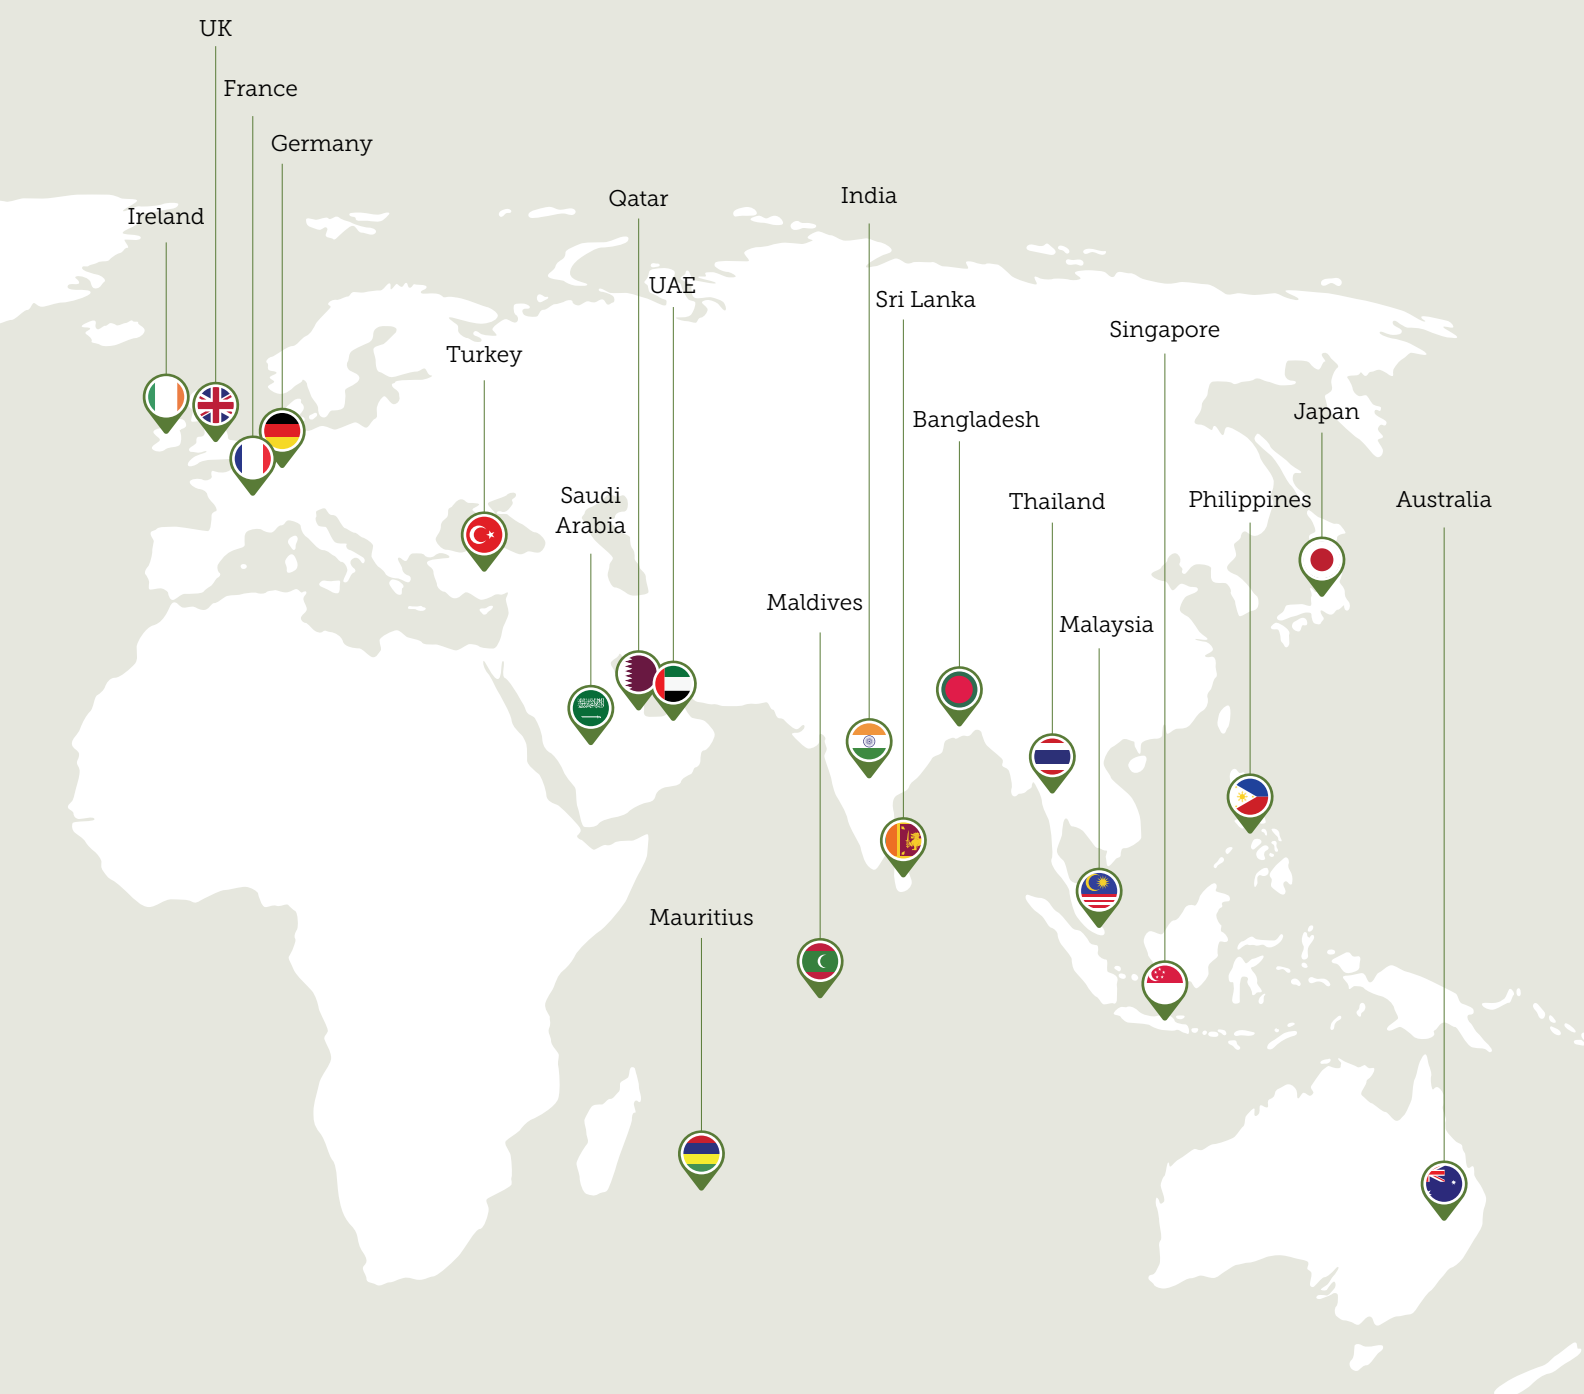 UK
France
Germany
Ireland
Qatar
India
UAE
Sri Lanka
Singapore
Turkey
Japan
Bangladesh
Saudi
Arabia
Thailand
Philippines
Australia
Maldives
Malaysia
Mauritius